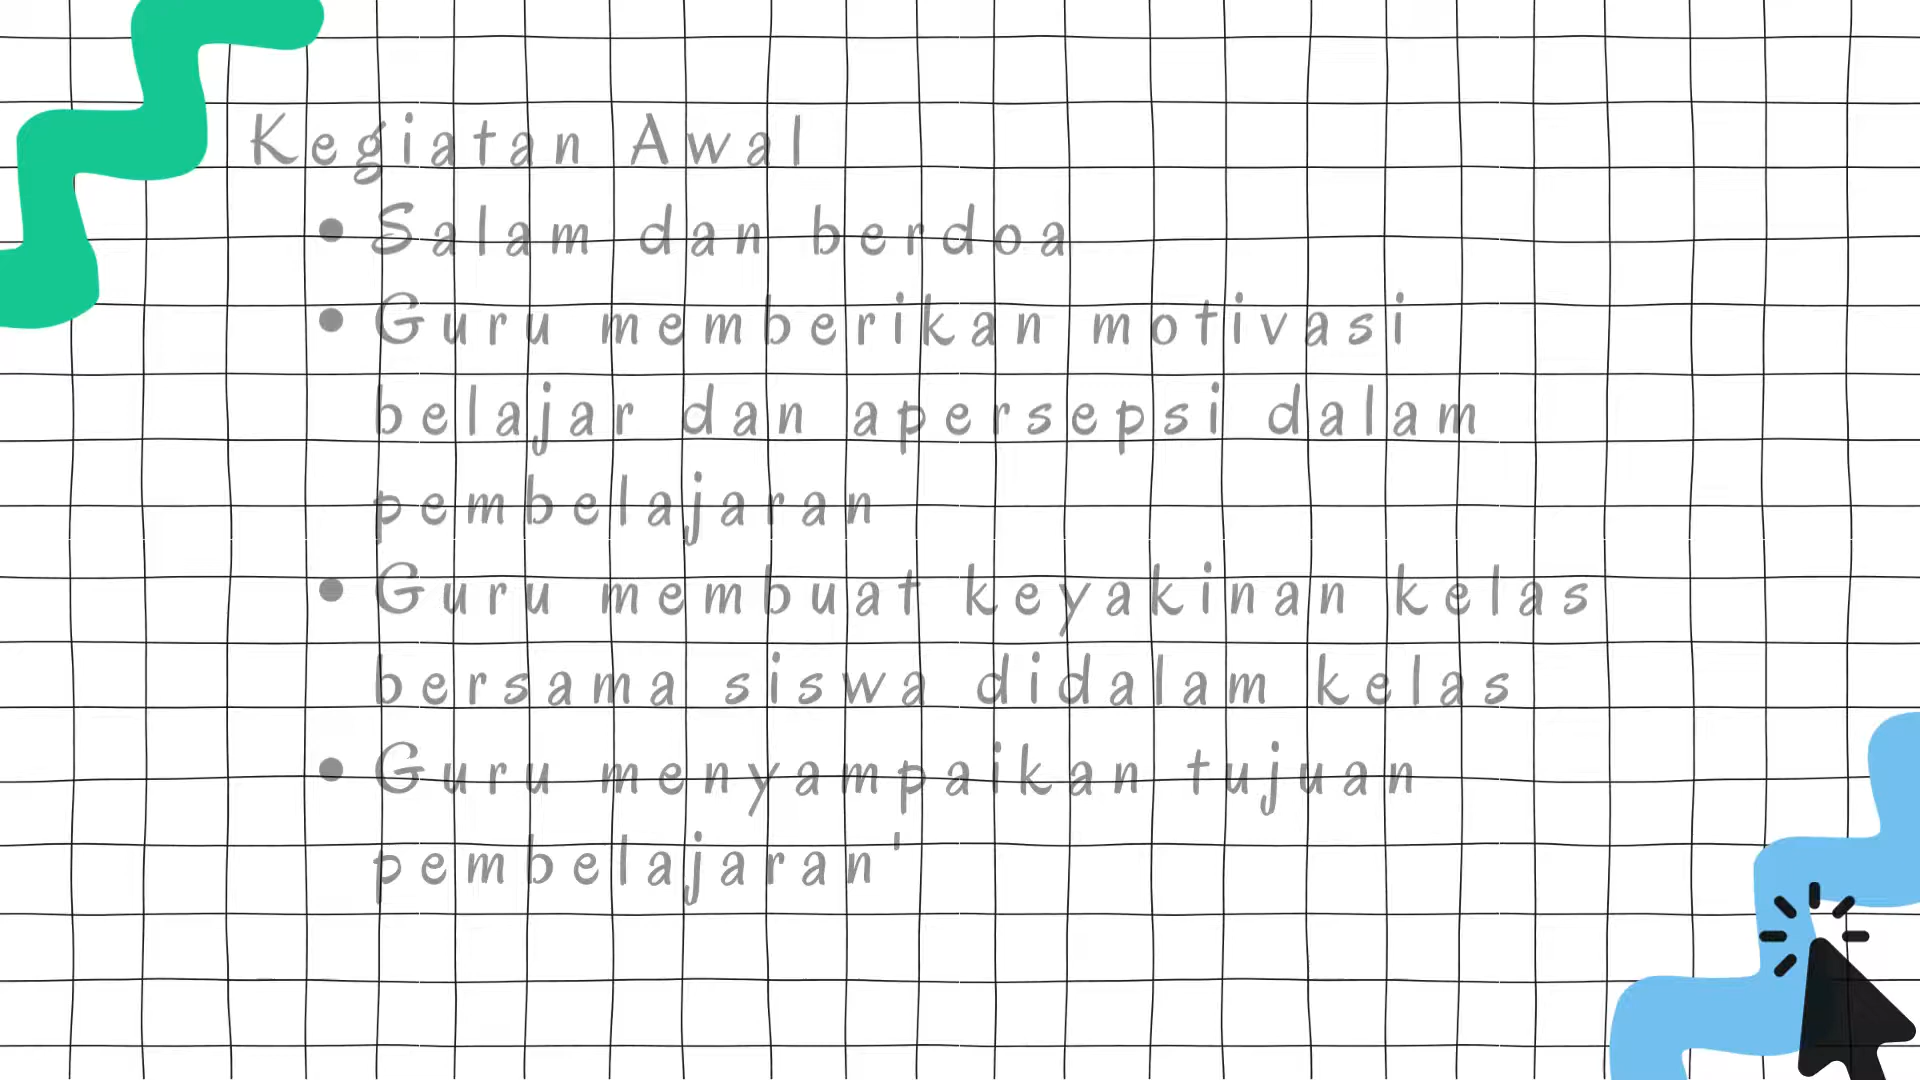 Kegiatan Awal
• Salam dan berdoa
• Guru memberikan motivasi
belajar dan apersepsi dalam
pembelajaran
• Guru membuat keyakinan kelas
bersama siswa didalam kelas
• Guru menyampaikan tujuan
pembelajaran'